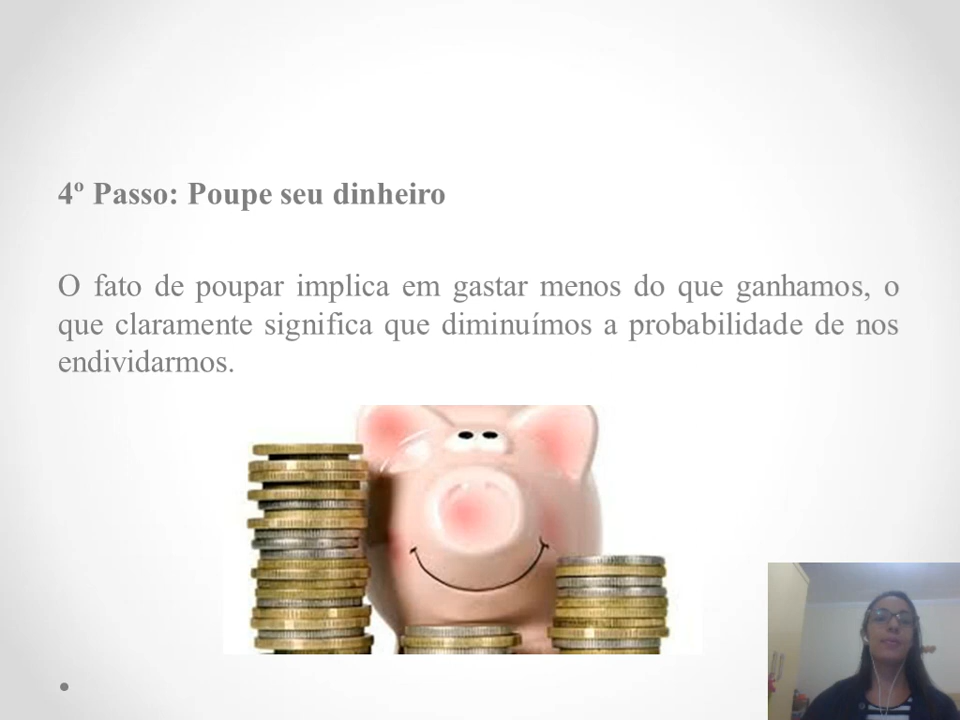 4º Passo: Poupe seu dinheiro
O fato de poupar implica em gastar menos do que ganhamos, o
que claramente significa que diminuímos a probabilidade de nos
endividarmos.